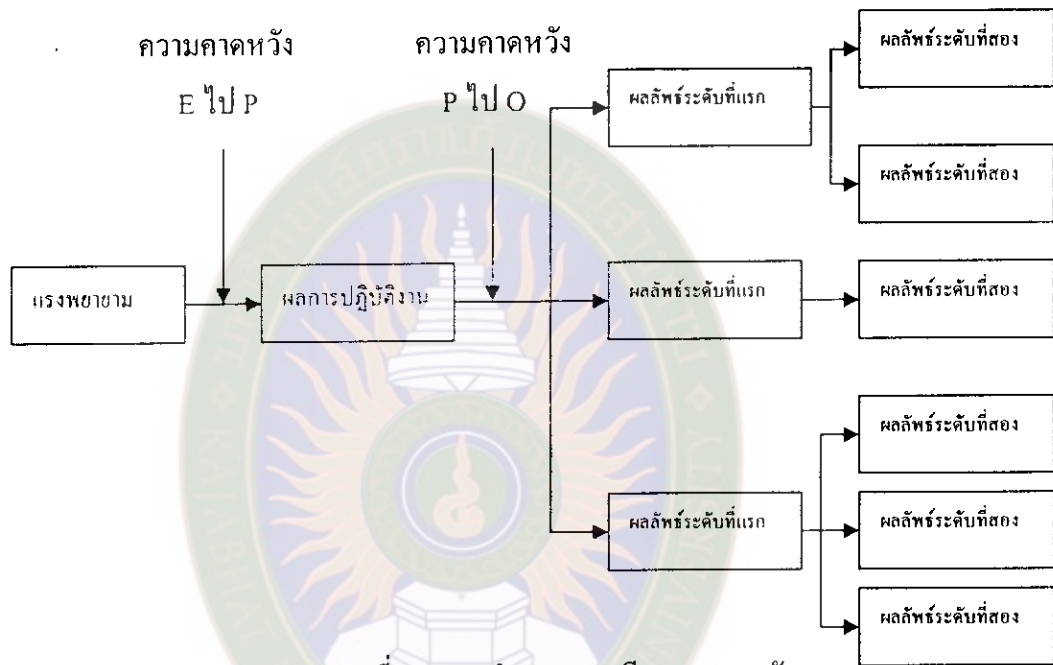 ความคาดหวัง
E ไป P
ความคาดหวัง
P ไป O
แรงพยายาม
ผลการปฏิบัติงาน
ผลลัพธ์ระดับที่แรก
ผลลัพธ์ระดับที่สอง
ผลลัพธ์ระดับที่สอง
ผลลัพธ์ระดับที่แรก
ผลลัพธ์ระดับที่สอง
ผลลัพธ์ระดับที่แรก
ผลลัพธ์ระดับที่สอง
ผลลัพธ์ระดับที่สอง
ผลลัพธ์ระดับที่สอง